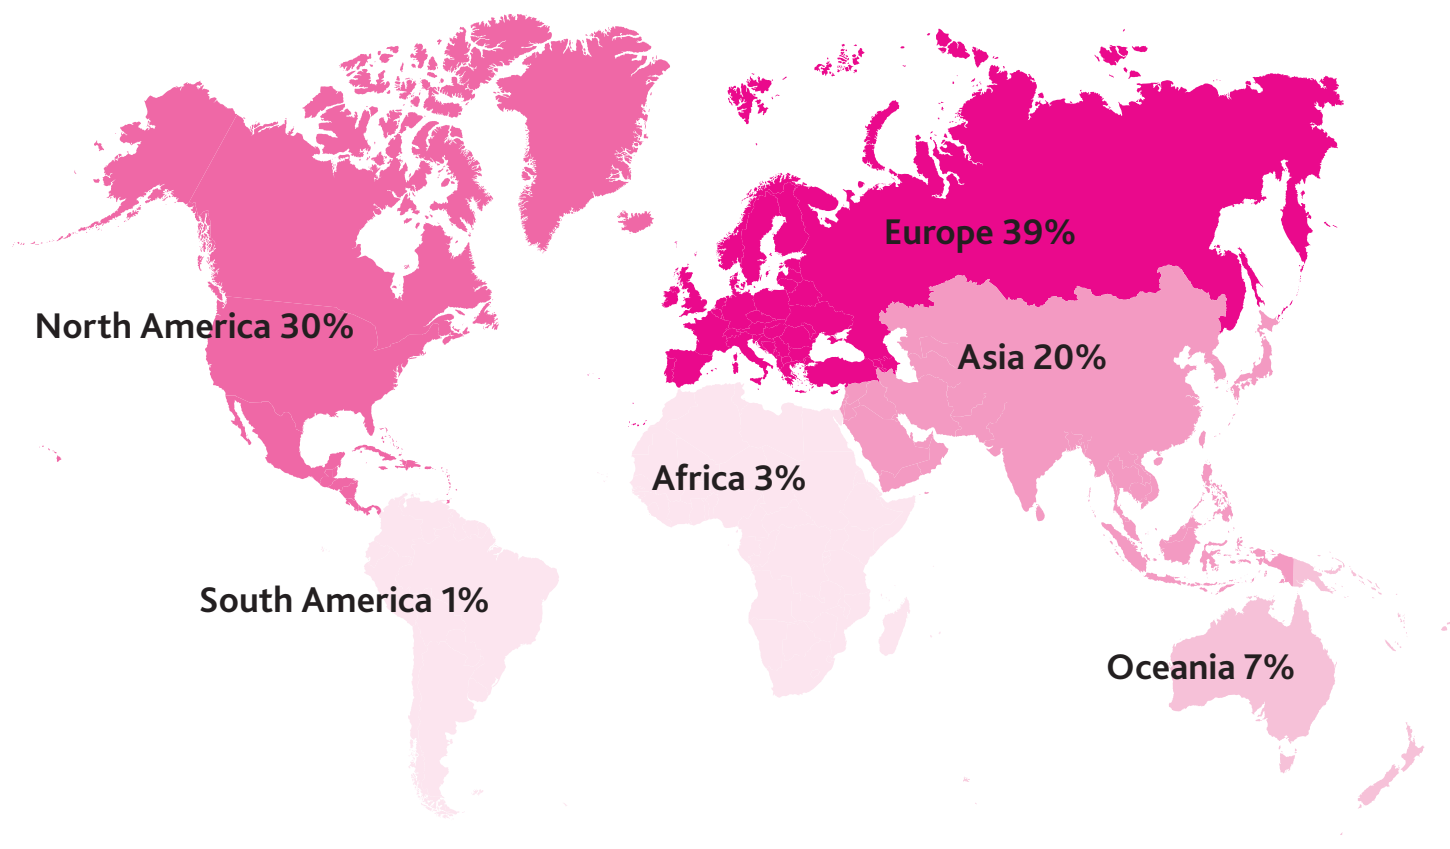 Europe 39%
North America 30%
Asia 20%
Africa 3%
South America 1%
Oceania 7%